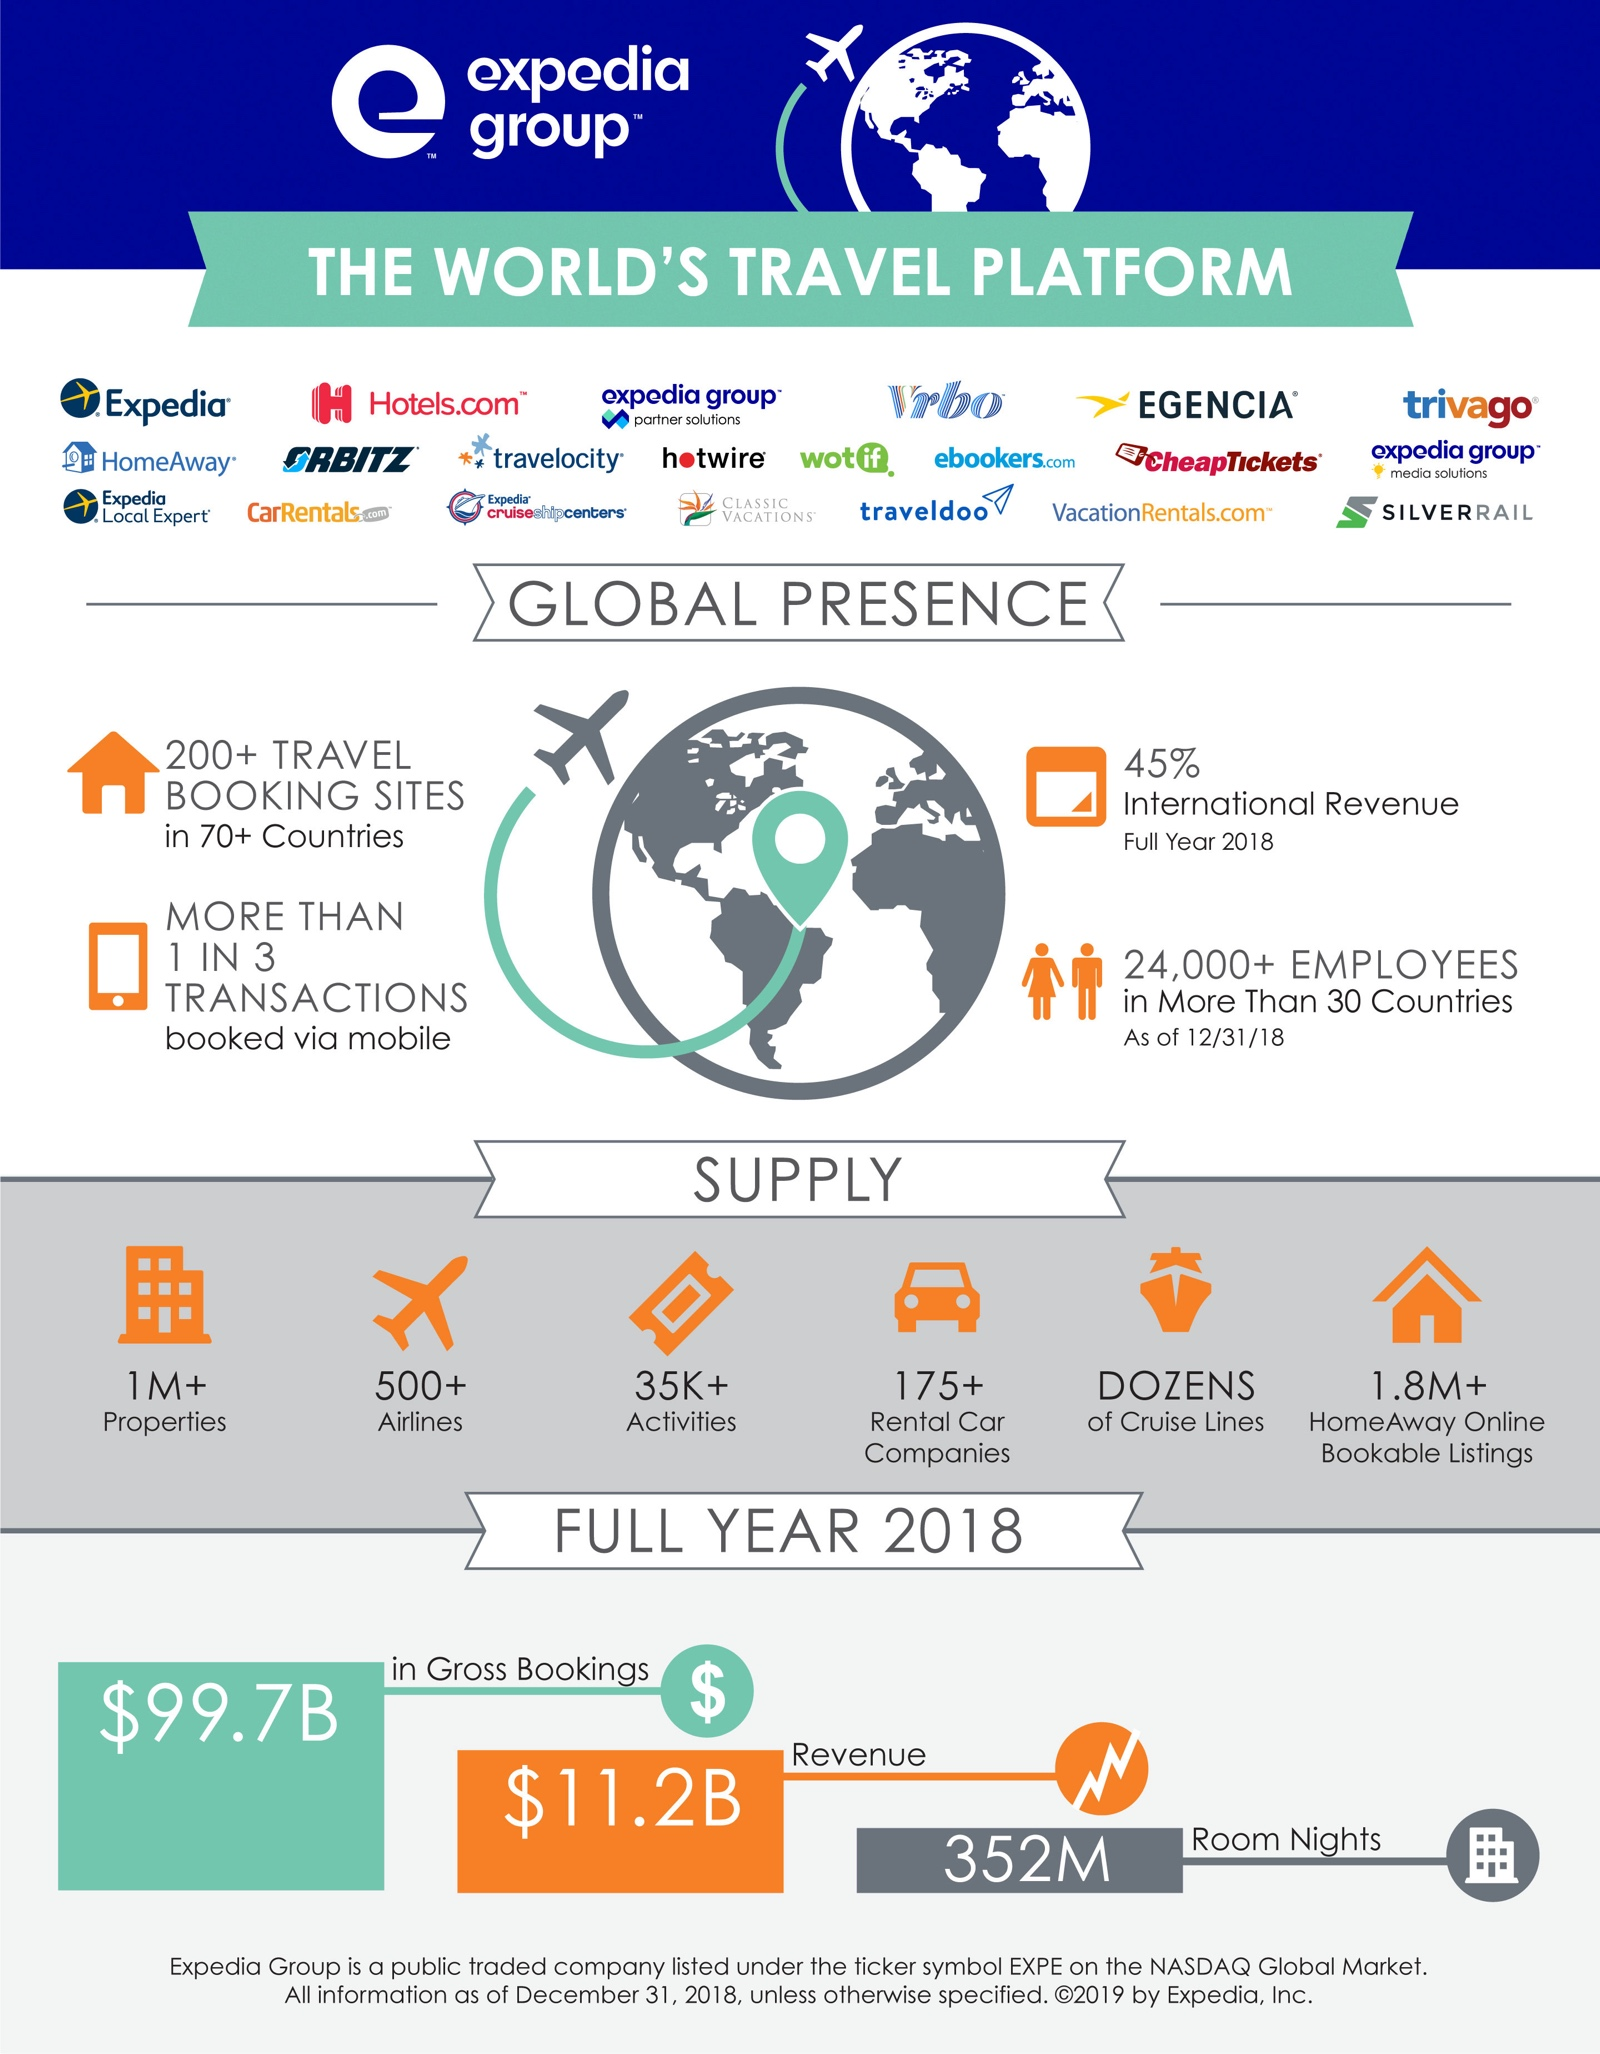 expedia
group™
THE WORLD'S TRAVEL PLATFORM
Expedia®
Hotels.com™
expedia group™
partner solutions
Vrbo™
EGENCIA®
trivago®
HomeAway®
ORBITZ®
travelocity®
hotwire®
wotif.
ebookers.com
CheapTickets®
expedia group™
media solutions
Expedia
Local Expert®
CarRentals.com™
Expedia®
cruiseshipcenters®
CLASSIC
VACATIONS®
traveldoo
VacationRentals.com™
SILVERRAIL
GLOBAL PRESENCE
200+ TRAVEL
BOOKING SITES
in 70+ Countries
MORE THAN
1 IN 3
TRANSACTIONS
booked via mobile
45%
International Revenue
Full Year 2018
24,000+ EMPLOYEES
in More Than 30 Countries
As of 12/31/18
SUPPLY
1M+
Properties
500+
Airlines
35K+
Activities
175+
Rental Car
Companies
DOZENS
of Cruise Lines
1.8M+
HomeAway Online
Bookable Listings
FULL YEAR 2018
$99.7B
in Gross Bookings
$
$11.2B
Revenue
352M
Room Nights
Expedia Group is a public traded company listed under the ticker symbol EXPE on the NASDAQ Global Market.
All information as of December 31, 2018, unless otherwise specified. ©2019 by Expedia, Inc.